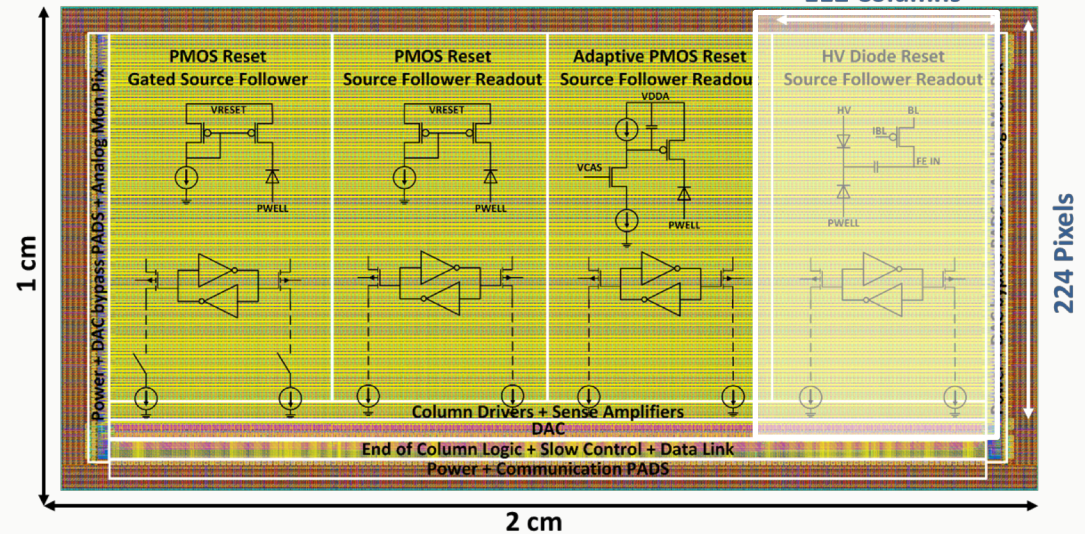 PMOS Reset
Gated Source Follower
PMOS Reset
Source Follower Readout
Adaptive PMOS Reset
Source Follower Readou
HV Diode Reset
Source Follower Readout
VRESET
PWELL
VRESET
PWELL
VDDA
VCAS
PWELL
HV
BL
IBL
FE IN
PWELL
Power + DAC bypass PADS + Analog Mon Pix
1 cm
224 Pixels
Column Drivers + Sense Amplifiers
DAC
End of Column Logic + Slow Control + Data Link
Power + Communication PADS
2 cm